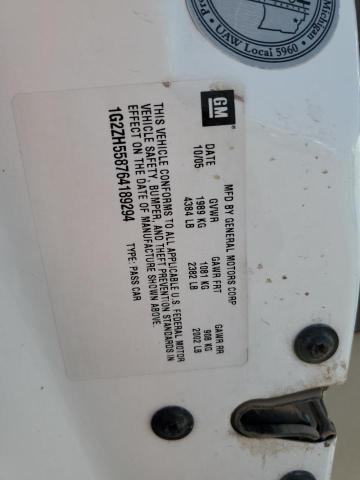 Michigan
UAW Local 5960
GM
MFD BY GENERAL MOTORS CORP
DATE GVWR GAWR FRT GAWR RR
10/05 1989 KG 1081 KG 908 KG
4384 LB 2382 LB 2002 LB
THIS VEHICLE CONFORMS TO ALL APPLICABLE U.S. FEDERAL MOTOR
VEHICLE SAFETY, BUMPER, AND THEFT PREVENTION STANDARDS IN
EFFECT ON THE DATE OF MANUFACTURE SHOWN ABOVE.
1G2ZH558764189294 TYPE: PASS CAR